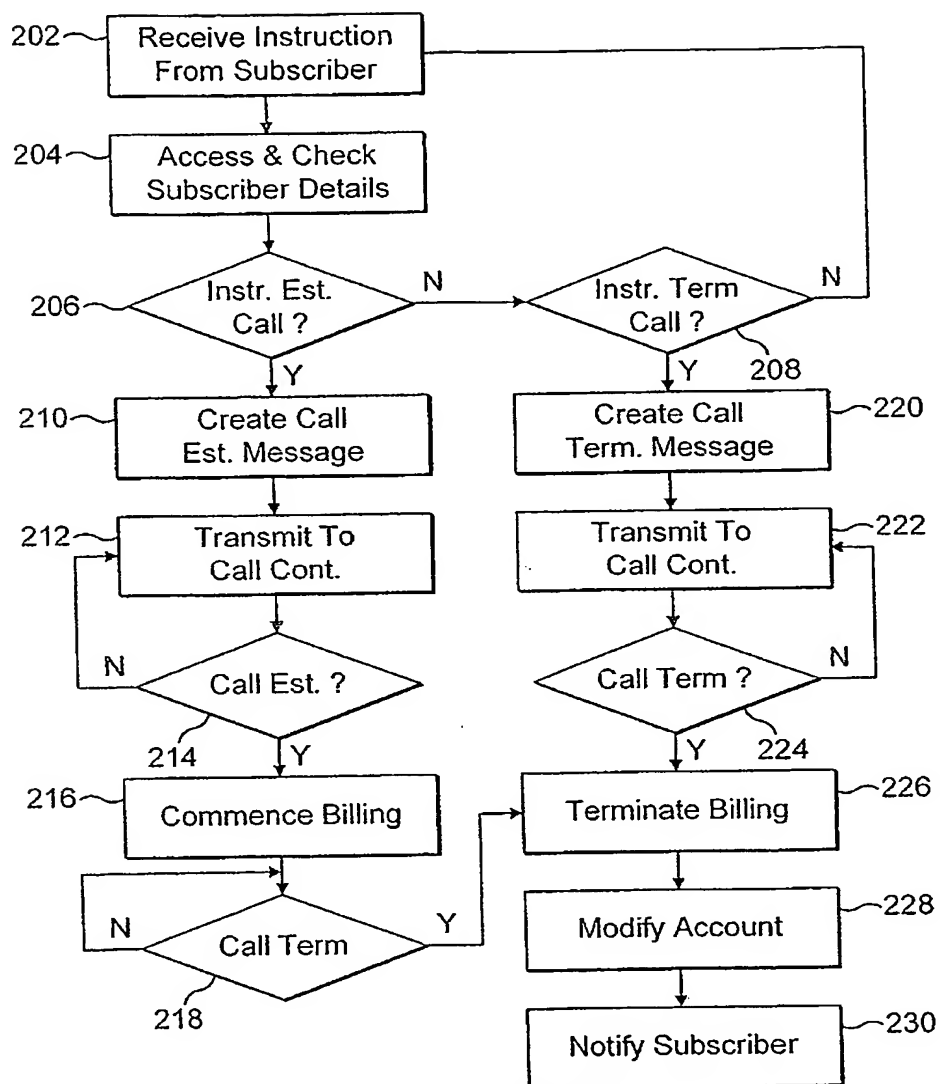 202
Receive Instruction
From Subscriber
204
Access & Check
Subscriber Details
206
Instr. Est.
Call ?
N
Y
Instr. Term
Call ?
N
208
Y
210
Create Call
Est. Message
220
Create Call
Term. Message
212
Transmit To
Call Cont.
222
Transmit To
Call Cont.
N
Call Est. ?
214
Y
Call Term ?
N
224
Y
216
Commence Billing
226
Terminate Billing
N
Call Term
Y
218
228
Modify Account
230
Notify Subscriber